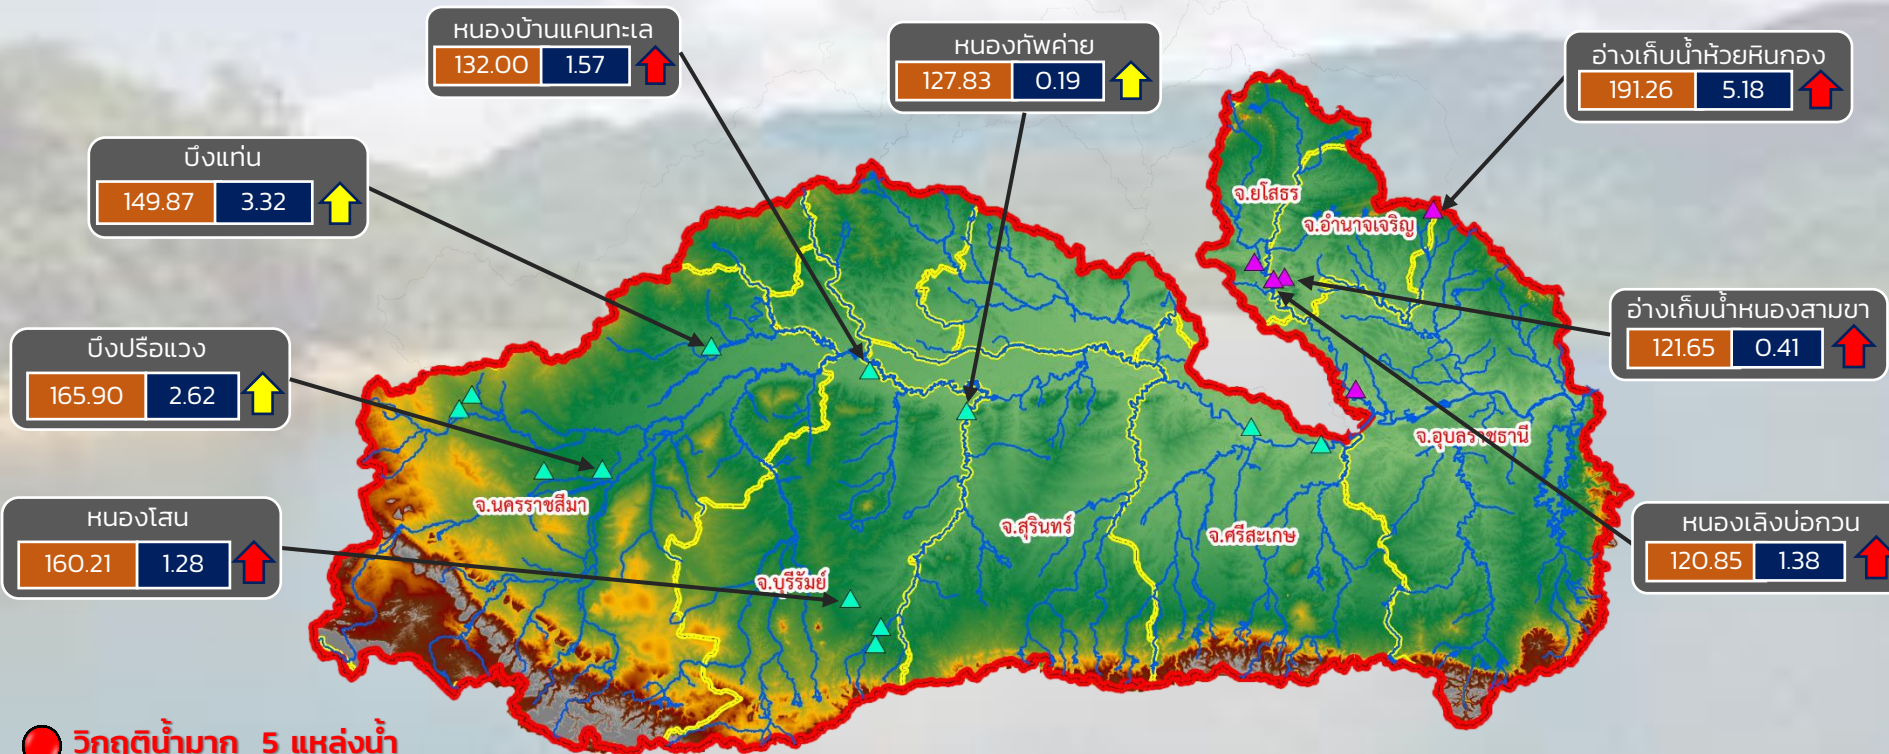 หนองบ้านแคนทะเล
132.00 1.57
หนองทัพค่าย
127.83 0.19
อ่างเก็บน้ำห้วยหินกอง
191.26 5.18
บึงแท่น
149.87 3.32
จ.ยโสธร
จ.อำนาจเจริญ
อ่างเก็บน้ำหนองสามขา
121.65 0.41
บึงปรือแวง
165.90 2.62
จ.อุบลราชธานี
จ.นครราชสีมา
หนองโสน
160.21 1.28
จ.สุรินทร์
จ.ศรีสะเกษ
หนองเลิงบ่อกวน
120.85 1.38
จ.บุรีรัมย์
วิกฤติน้ำมาก 5 แหล่งน้ำ